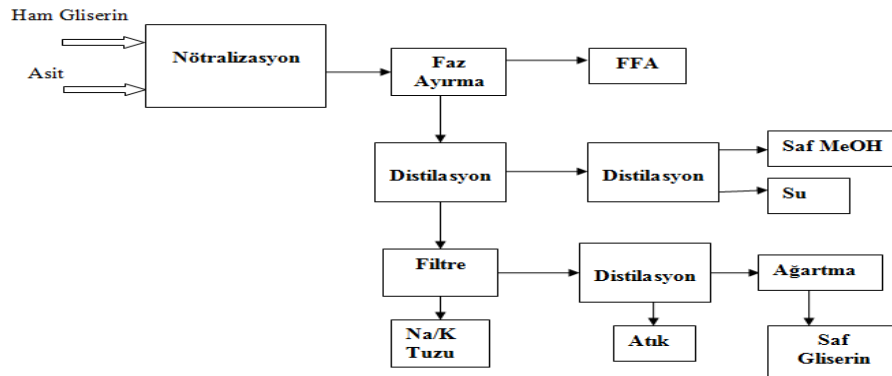 Ham Gliserin
Asit
Nötralizasyon
Faz
Ayırma
FFA
Distilasyon
Distilasyon
Saf MeOH
Su
Filtre
Distilasyon
Ağartma
Na/K
Tuzu
Atık
Saf
Gliserin